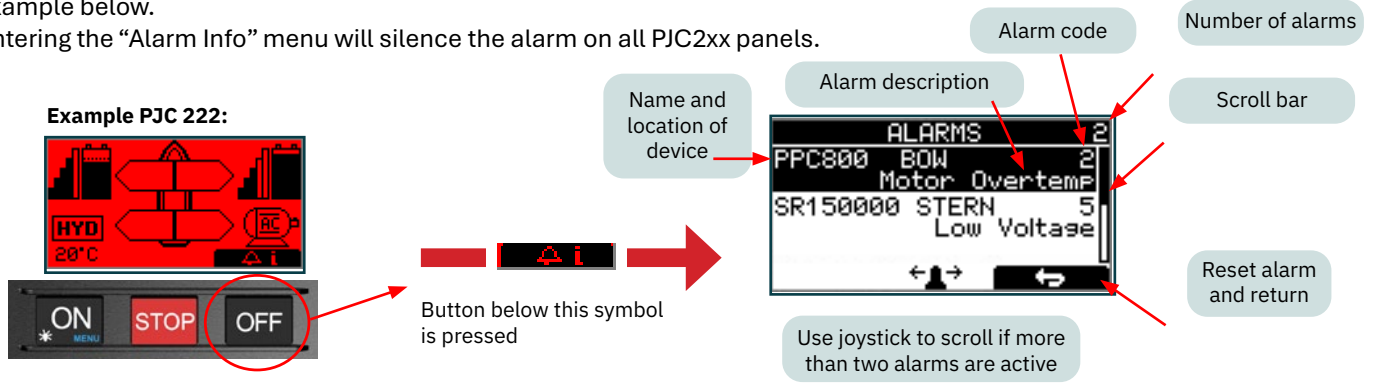 xample below.
ntering the “Alarm Info” menu will silence the alarm on all PJC2xx panels.
Alarm code
Number of alarms
Alarm description
Scroll bar
Name and
location of
device
Example PJC 222:
ALARMS 2
PPC800 BOW 2
Motor Overtemp
SR150000 STERN 5
Low Voltage
HYD
AC
20°C
i
ON
MENU
STOP
OFF
i
Button below this symbol
is pressed
Reset alarm
and return
Use joystick to scroll if more
than two alarms are active